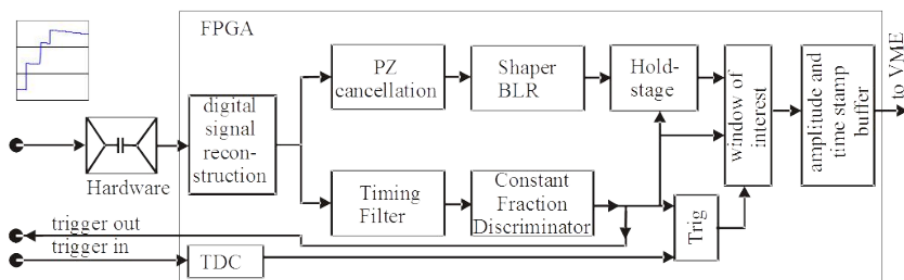 FPGA
PZ
cancellation
Shaper
BLR
Hold-
stage
window of
interest
amplitude and
time stamp
buffer
to VME
digital
signal
recon-
struction
Hardware
Timing
Filter
Constant
Fraction
Discriminator
Trig
trigger out
trigger in
TDC